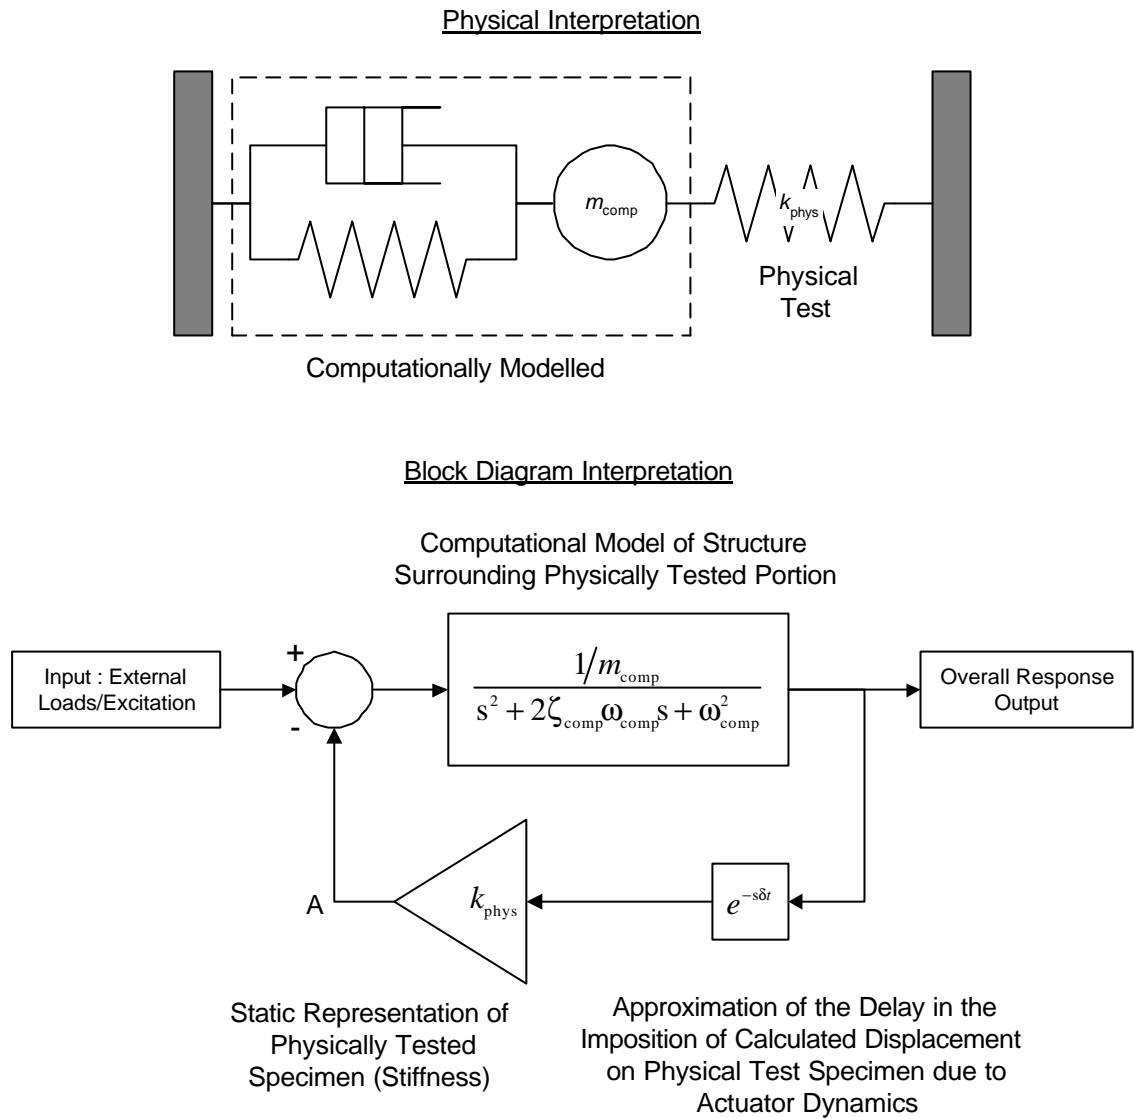 Physical Interpretation
m_comp
k_phys
Physical
Test
Computationally Modelled
Block Diagram Interpretation
Computational Model of Structure
Surrounding Physically Tested Portion
Input : External
Loads/Excitation
+
-
1/m_comp
s² + 2ζ_comp ω_comp s + ω²_comp
Overall Response
Output
A
k_phys
e^−sδt
Static Representation of
Physically Tested
Specimen (Stiffness)
Approximation of the Delay in the
Imposition of Calculated Displacement
on Physical Test Specimen due to
Actuator Dynamics